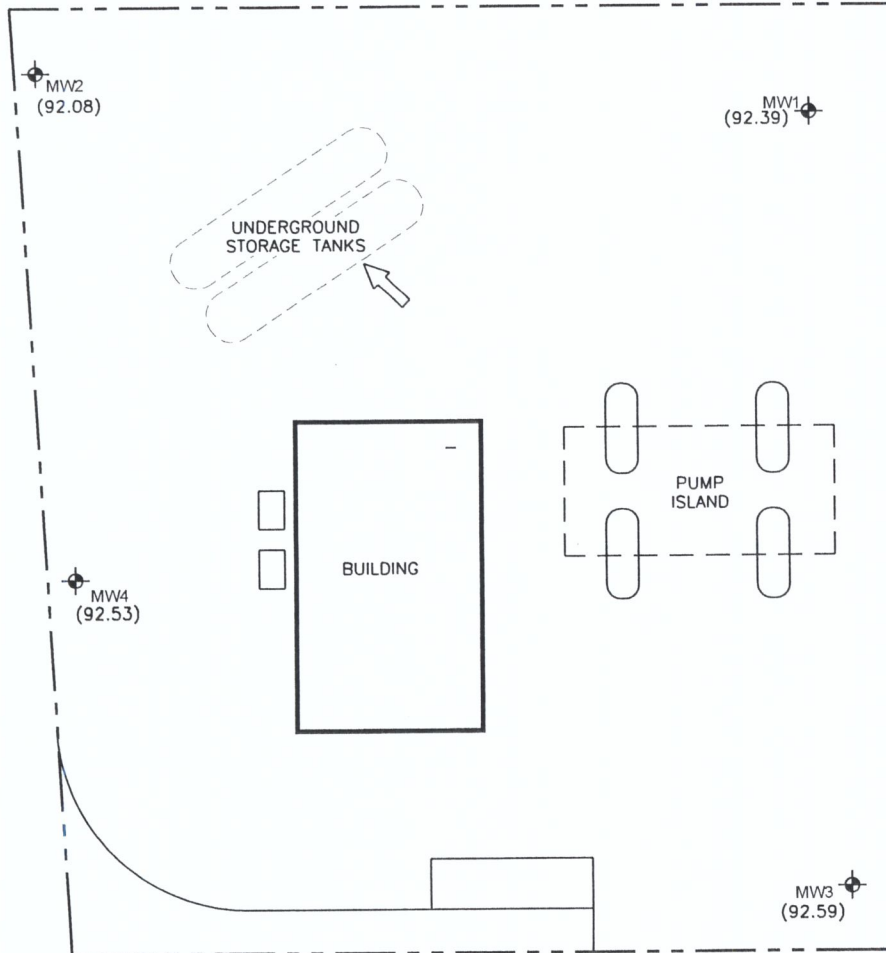 MW2
(92.08)
MW1
(92.39)
UNDERGROUND
STORAGE TANKS
PUMP
ISLAND
BUILDING
MW4
(92.53)
MW3
(92.59)